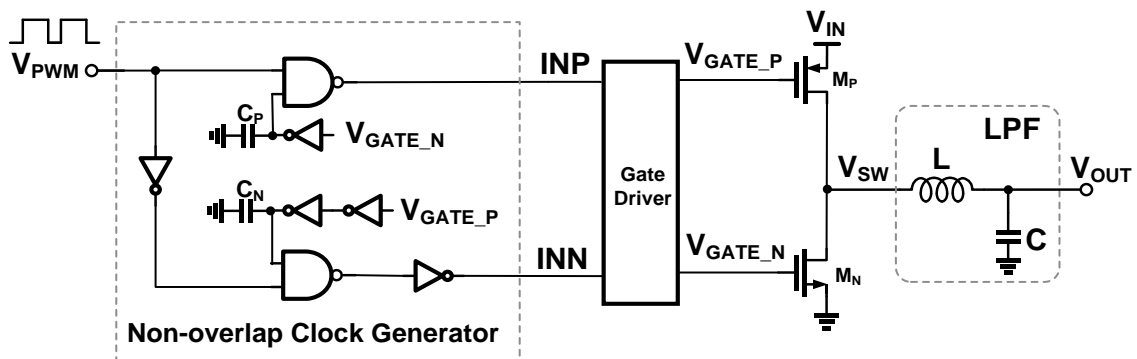 V_PWM
INP
V_GATE_P
V_IN
M_P
C_P
V_GATE_N
C_N
V_GATE_P
INN
Gate
Driver
V_GATE_N
V_SW
M_N
LPF
L
C
V_OUT
Non-overlap Clock Generator